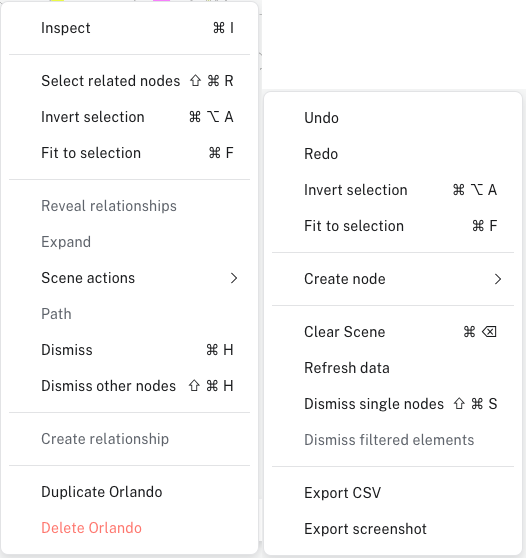 Inspect ⌘ I
Select related nodes ⇧ ⌘ R
Invert selection ⌘ ⌥ A
Fit to selection ⌘ F
Reveal relationships
Expand
Scene actions
Path
Dismiss ⌘ H
Dismiss other nodes ⇧ ⌘ H
Create relationship
Duplicate Orlando
Delete Orlando
Undo
Redo
Invert selection ⌘ ⌥ A
Fit to selection ⌘ F
Create node
Clear Scene ⌘ ⌫
Refresh data
Dismiss single nodes ⇧ ⌘ S
Dismiss filtered elements
Export CSV
Export screenshot